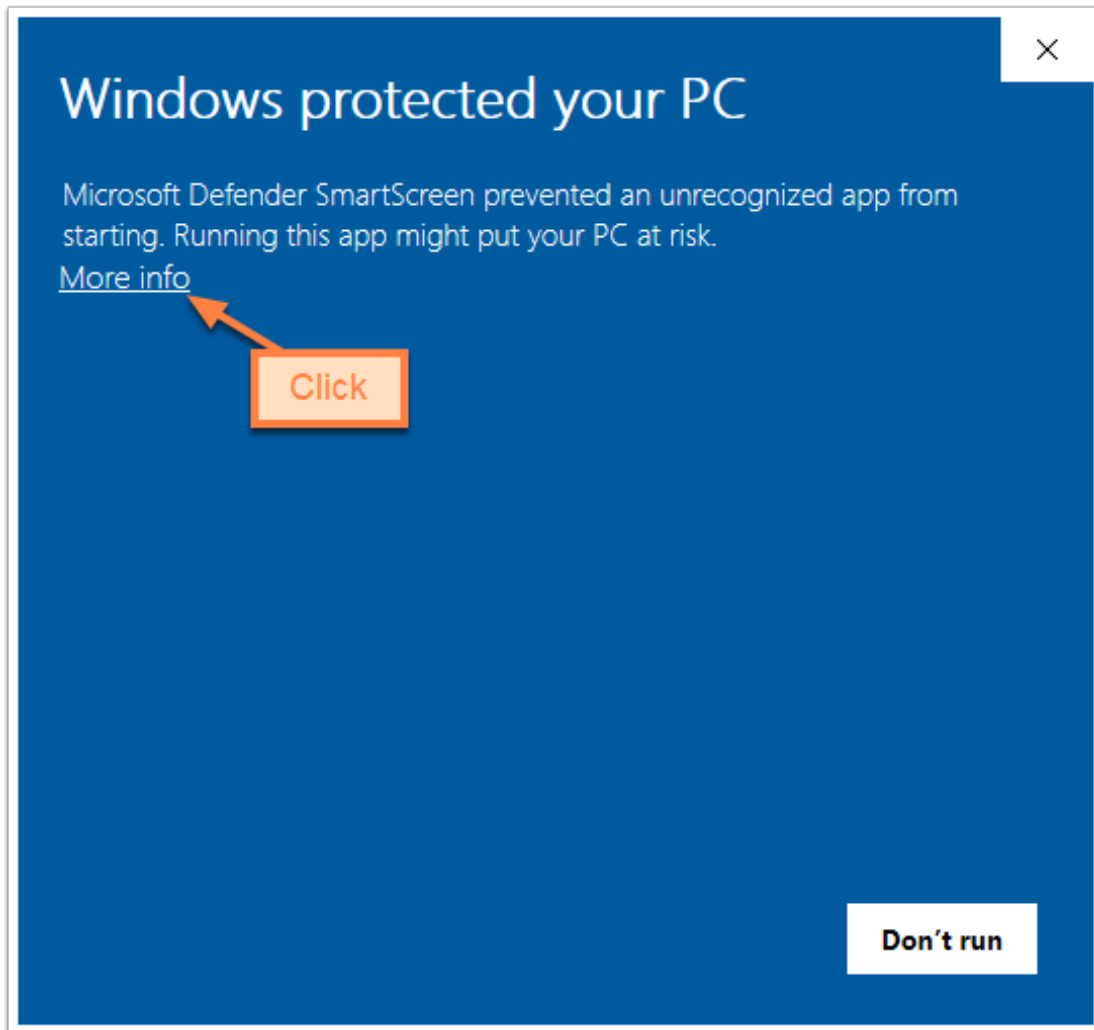 Windows protected your PC
Microsoft Defender SmartScreen prevented an unrecognized app from
starting. Running this app might put your PC at risk.
More info
Click
Don’t run